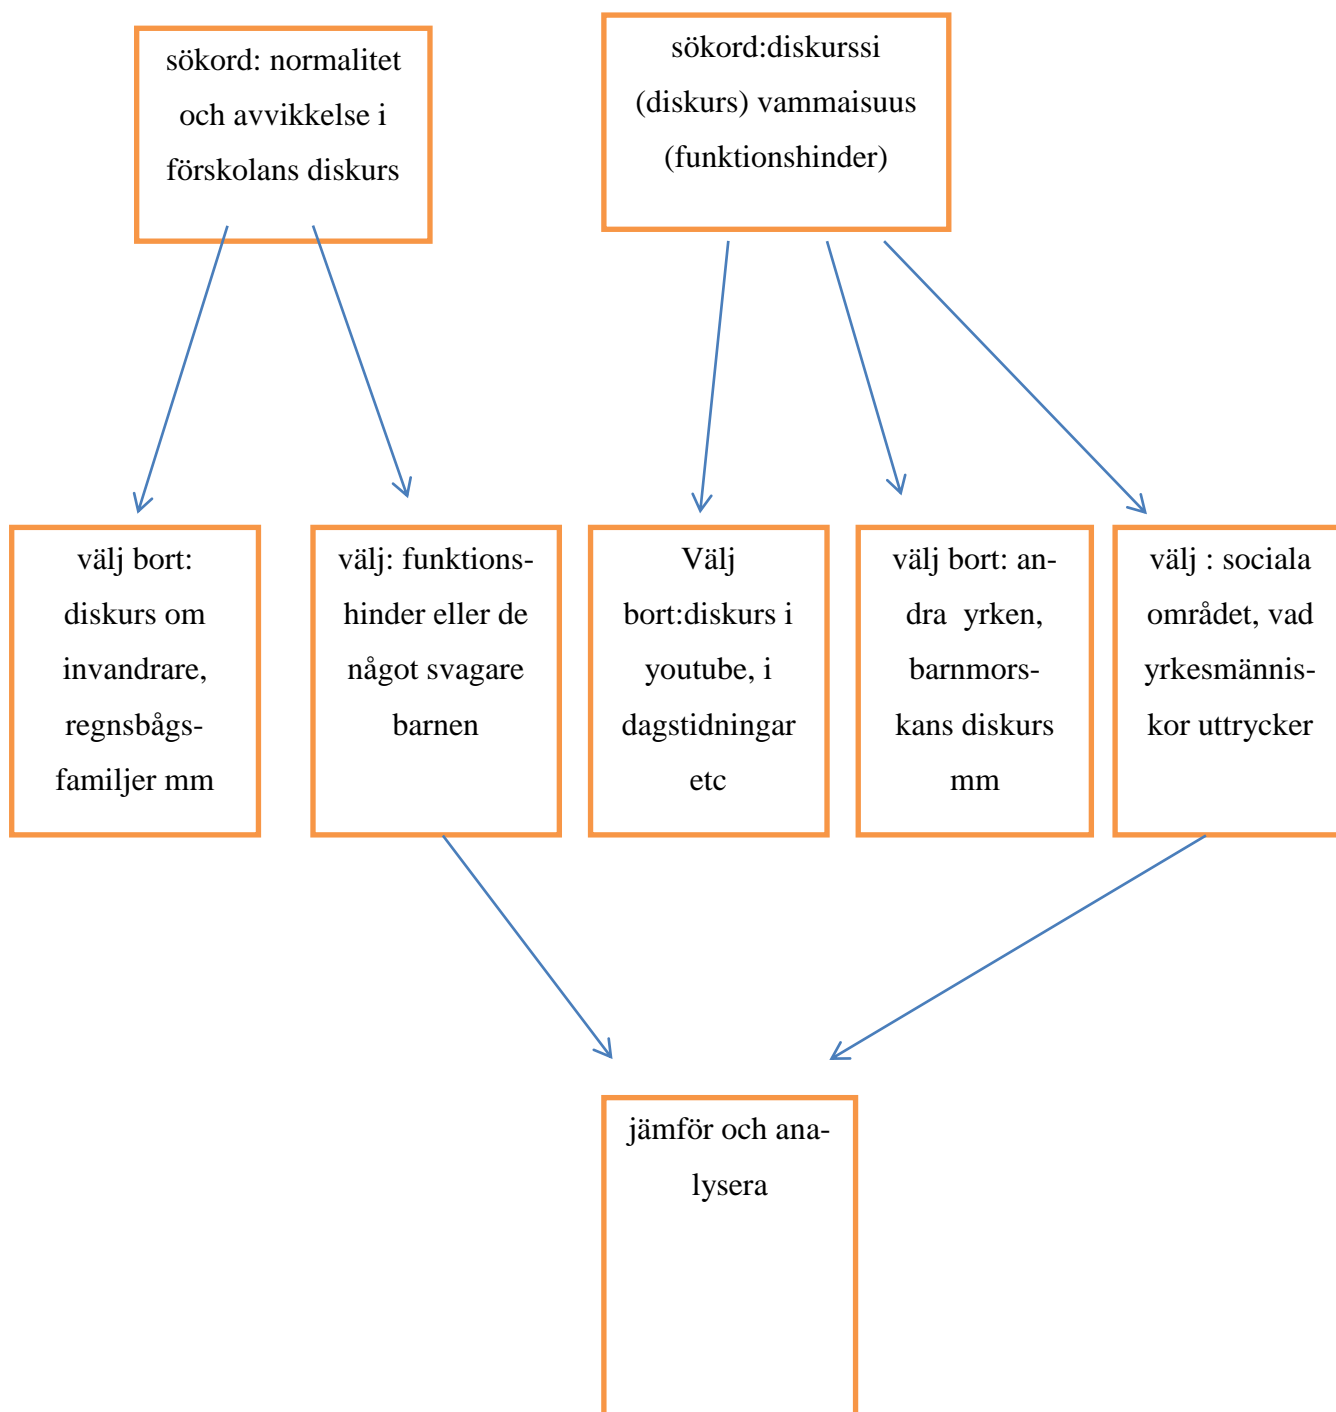 sökord: normalitet
och avvikkelse i
förskolans diskurs
sökord:diskurssi
(diskurs) vammaisuus
(funktionshinder)
välj bort:
diskurs om
invandrare,
regnsbågs-
familjer mm
välj: funktions-
hinder eller de
något svagare
barnen
Välj
bort:diskurs i
youtube, i
dagstidningar
etc
välj bort: an-
dra  yrken,
barnmors-
kans diskurs
mm
välj : sociala
området, vad
yrkesmännis-
kor uttrycker
jämför och ana-
lysera